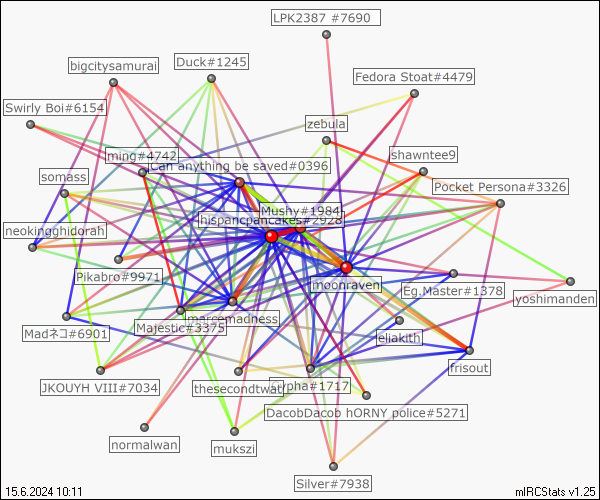 LPK2387 #7690
Duck#1245
bigcitysamurai
Fedora Stoat#4479
Swirly Boi#6154
zebula
ming#4742
shawntee9
Can anything be saved#0396
somass
Pocket Persona#3326
Mushy#1984
hispancpancakes#2928
neokingghidorah
Pikabro#9971
moonraven
Eg.Master#1378
yoshimanden
marcemadness
Majestic#3375
Madネコ#6901
eliakith
frisout
JKOUYH VIII#7034
thesecondtwat
Cypha#1717
DacobDacob hORNY police#5271
normalwan
mukszi
Silver#7938
15.6.2024 10:11
mIRCStats v1.25